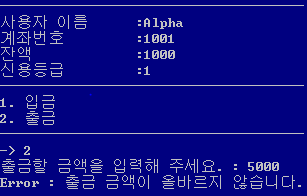 사용자 이름 :Alpha
계좌번호 :1001
잔액 :1000
신용등급 :1
1. 입금
2. 출금
-> 2
출금할 금액을 입력해 주세요. : 5000
Error : 출금 금액이 올바르지 않습니다.